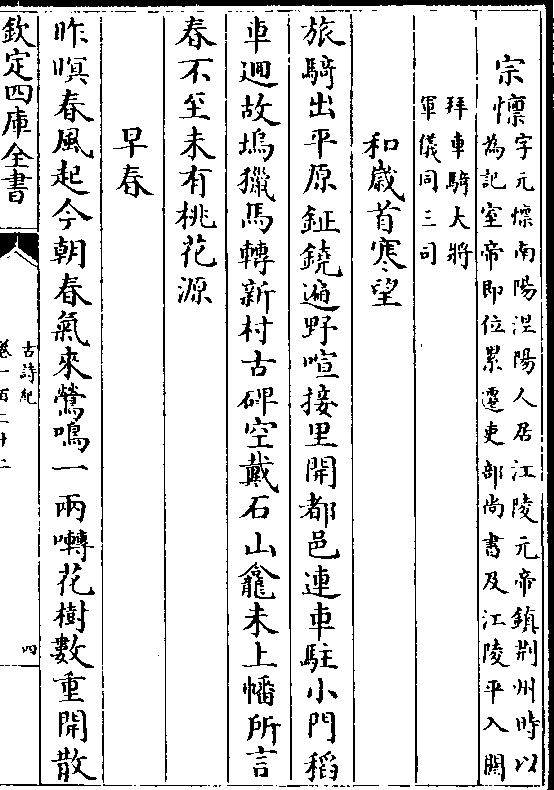 宗懔字元懔南陽涅陽人居江陵元帝鎮荆州時以
為記室帝即位累遷吏部尚書及江陵平入關
拜車騎大將
軍儀同三司
和歲首寒望
旅騎出平原鉦鐃遍野喧接里開都邑連車駐小門稻
車迴故塢獵馬轉新村古碑空戴石山龕未上幡所言
春不至未有桃花源
早春
昨暝春風起今朝春氣來鶯鳴一兩囀花樹數重開散
欽定四庫全書
古詩紀
卷一百二十二
四